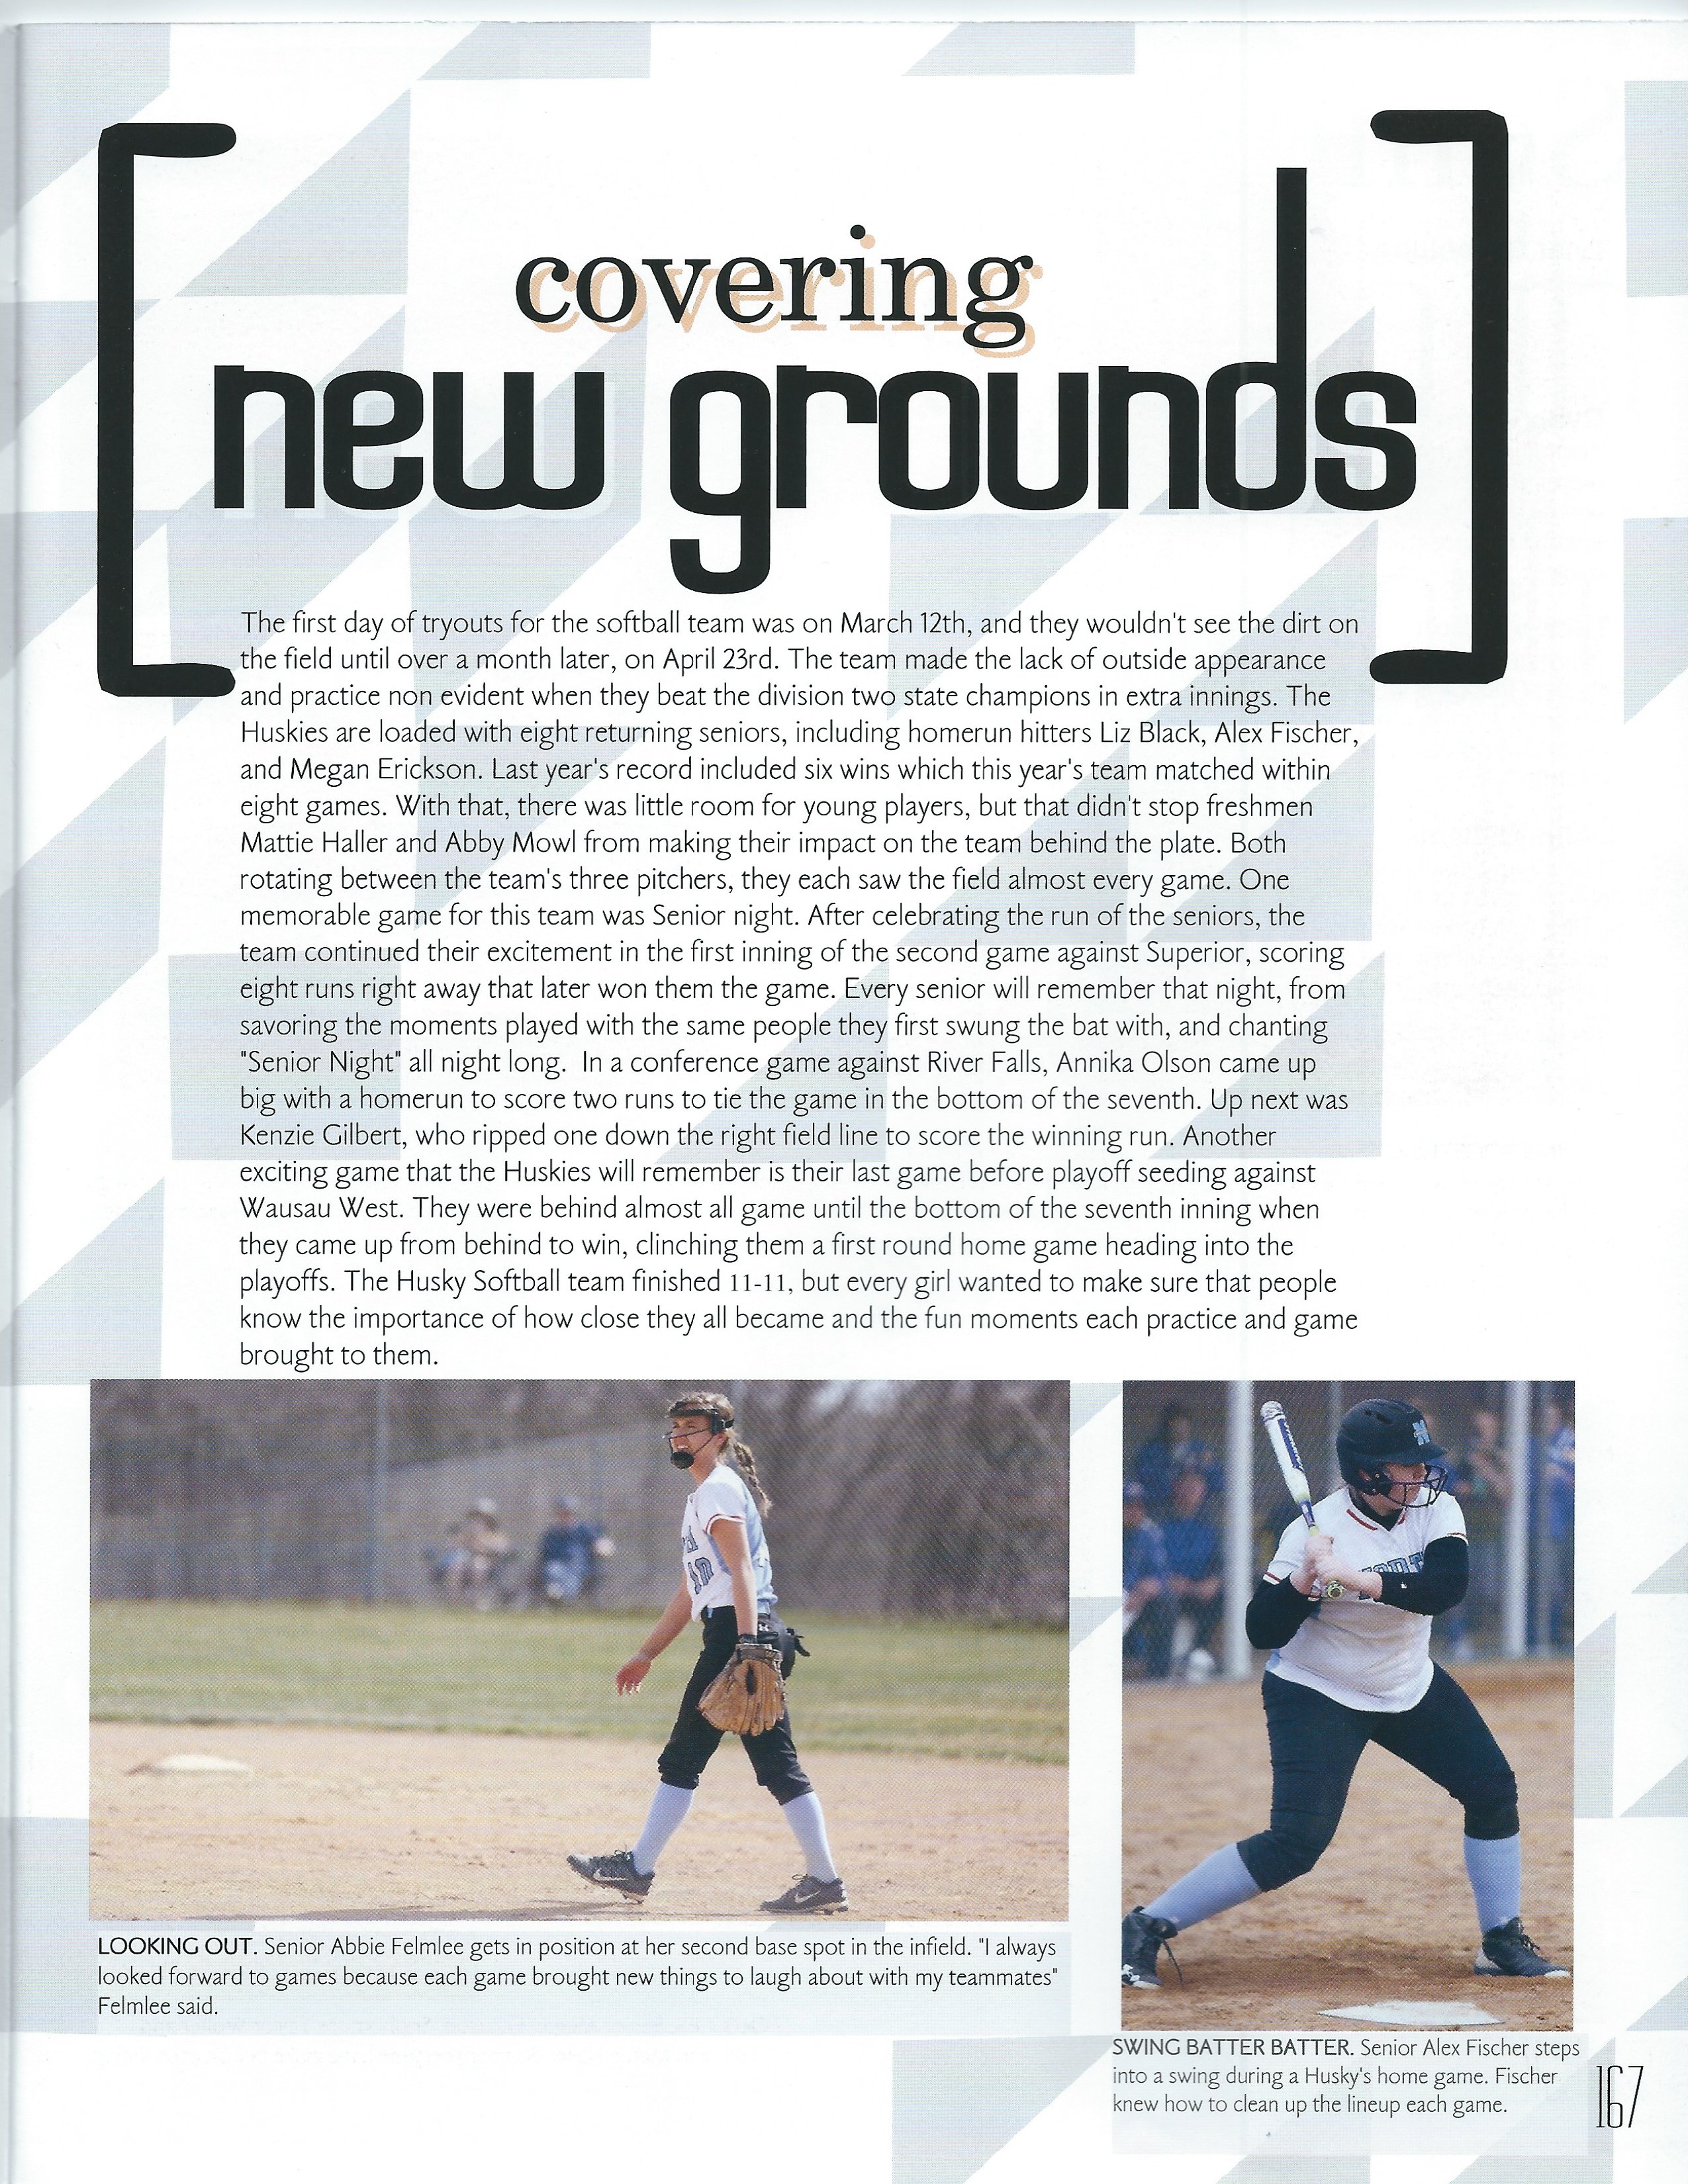 covering
new grounds
The first day of tryouts for the softball team was on March 12th, and they wouldn't see the dirt on
the field until over a month later, on April 23rd. The team made the lack of outside appearance
and practice non evident when they beat the division two state champions in extra innings. The
Huskies are loaded with eight returning seniors, including homerun hitters Liz Black, Alex Fischer,
and Megan Erickson. Last year's record included six wins which this year's team matched within
eight games. With that, there was little room for young players, but that didn't stop freshmen
Mattie Haller and Abby Mowl from making their impact on the team behind the plate. Both
rotating between the team's three pitchers, they each saw the field almost every game. One
memorable game for this team was Senior night. After celebrating the run of the seniors, the
team continued their excitement in the first inning of the second game against Superior, scoring
eight runs right away that later won them the game. Every senior will remember that night, from
savoring the moments played with the same people they first swung the bat with, and chanting
"Senior Night" all night long.  In a conference game against River Falls, Annika Olson came up
big with a homerun to score two runs to tie the game in the bottom of the seventh. Up next was
Kenzie Gilbert, who ripped one down the right field line to score the winning run. Another
exciting game that the Huskies will remember is their last game before playoff seeding against
Wausau West. They were behind almost all game until the bottom of the seventh inning when
they came up from behind to win, clinching them a first round home game heading into the
playoffs. The Husky Softball team finished 11-11, but every girl wanted to make sure that people
know the importance of how close they all became and the fun moments each practice and game
brought to them.
10
N
LOOKING OUT. Senior Abbie Felmlee gets in position at her second base spot in the infield. "I always
looked forward to games because each game brought new things to laugh about with my teammates"
Felmlee said.
SWING BATTER BATTER. Senior Alex Fischer steps
into a swing during a Husky's home game. Fischer
knew how to clean up the lineup each game.
167